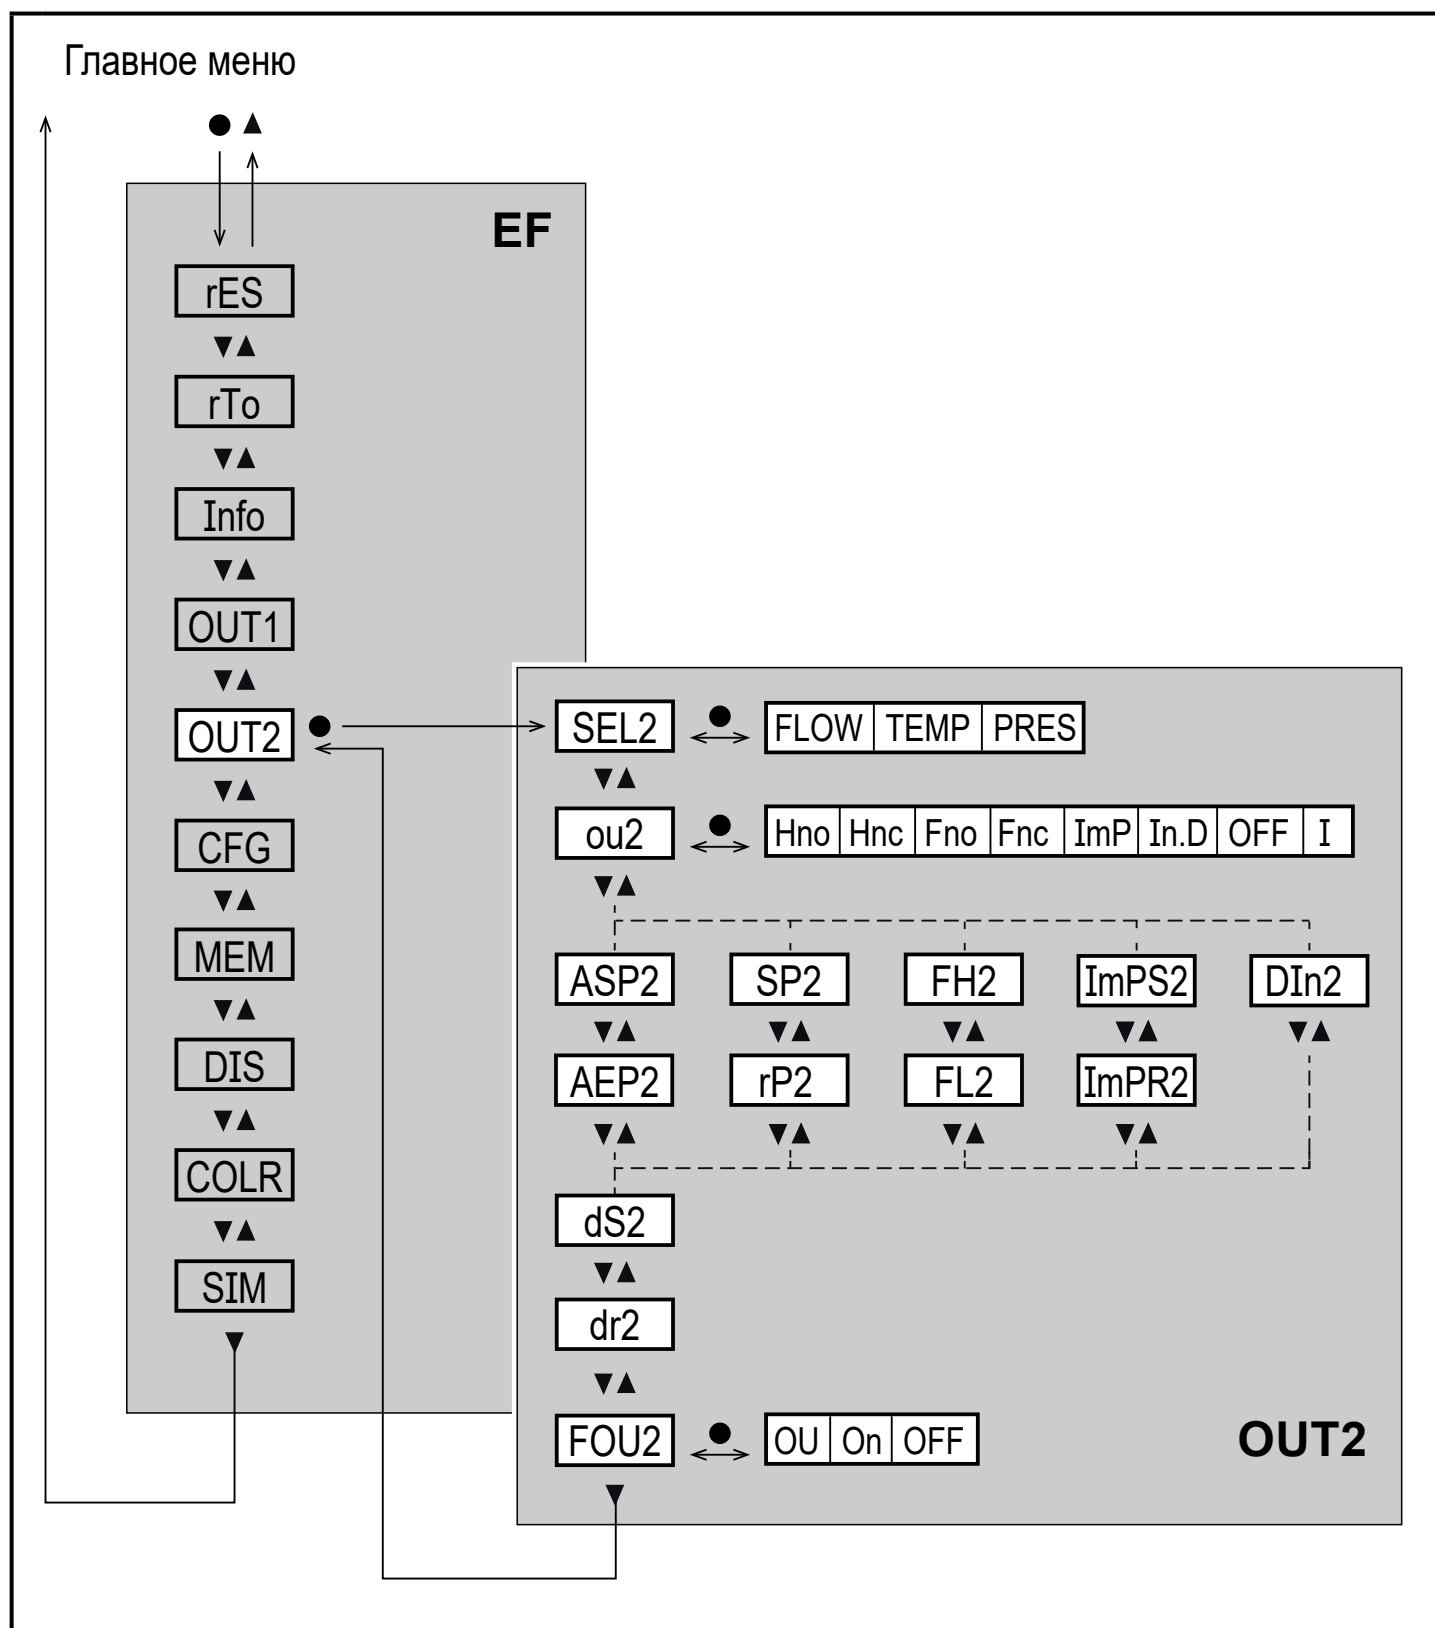 Главное меню
EF
rES
rTo
Info
OUT1
OUT2
CFG
MEM
DIS
COLR
SIM
SEL2 FLOW TEMP PRES
ou2 Hno Hnc Fno Fnc ImP In.D OFF I
ASP2 SP2 FH2 ImPS2 DIn2
AEP2 rP2 FL2 ImPR2
dS2
dr2
FOU2 OU On OFF
OUT2